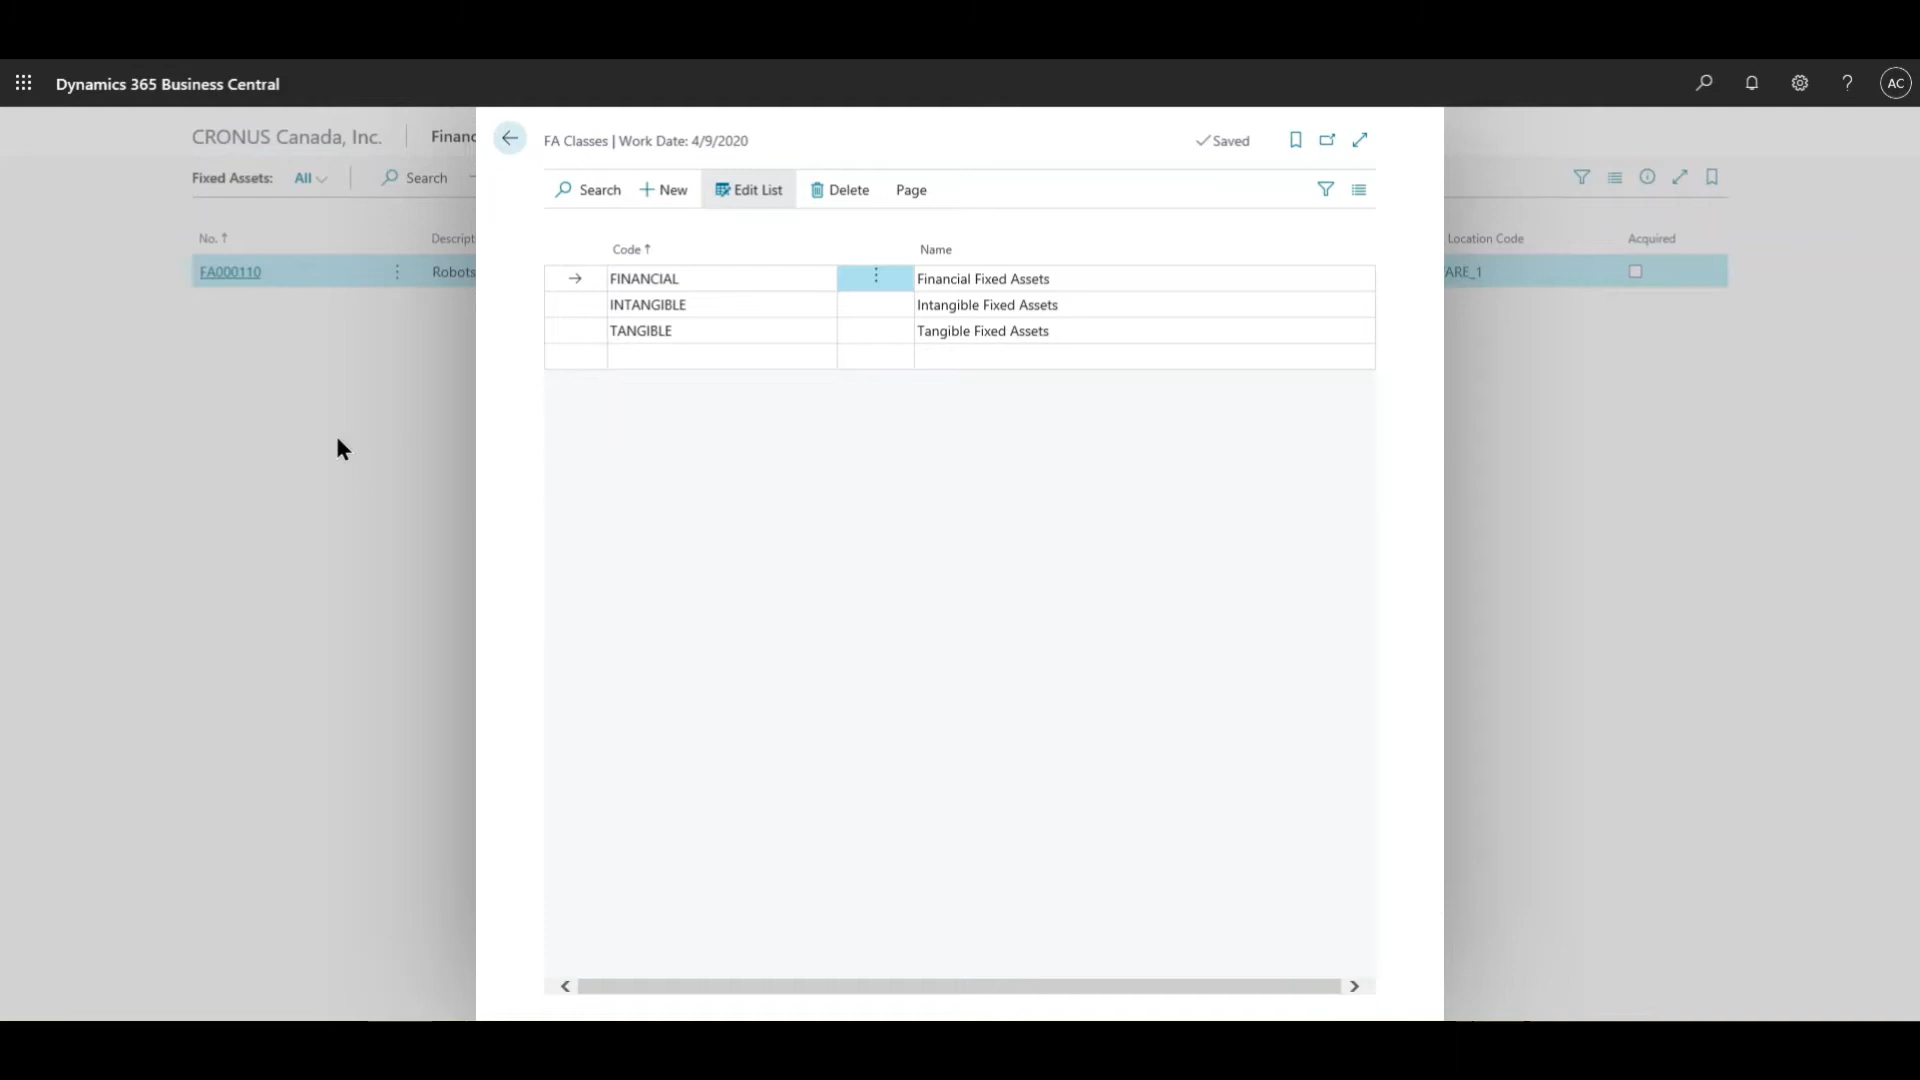 Dynamics 365 Business Central
? AC
CRONUS Canada, Inc. Financ
FA Classes | Work Date: 4/9/2020 Saved
Fixed Assets: All Search
Search New Edit List Delete Page
No. ↑ Descript
Location Code Acquired
FA000110 Robots
ARE_1
Code ↑ Name
→ FINANCIAL Financial Fixed Assets
INTANGIBLE Intangible Fixed Assets
TANGIBLE Tangible Fixed Assets